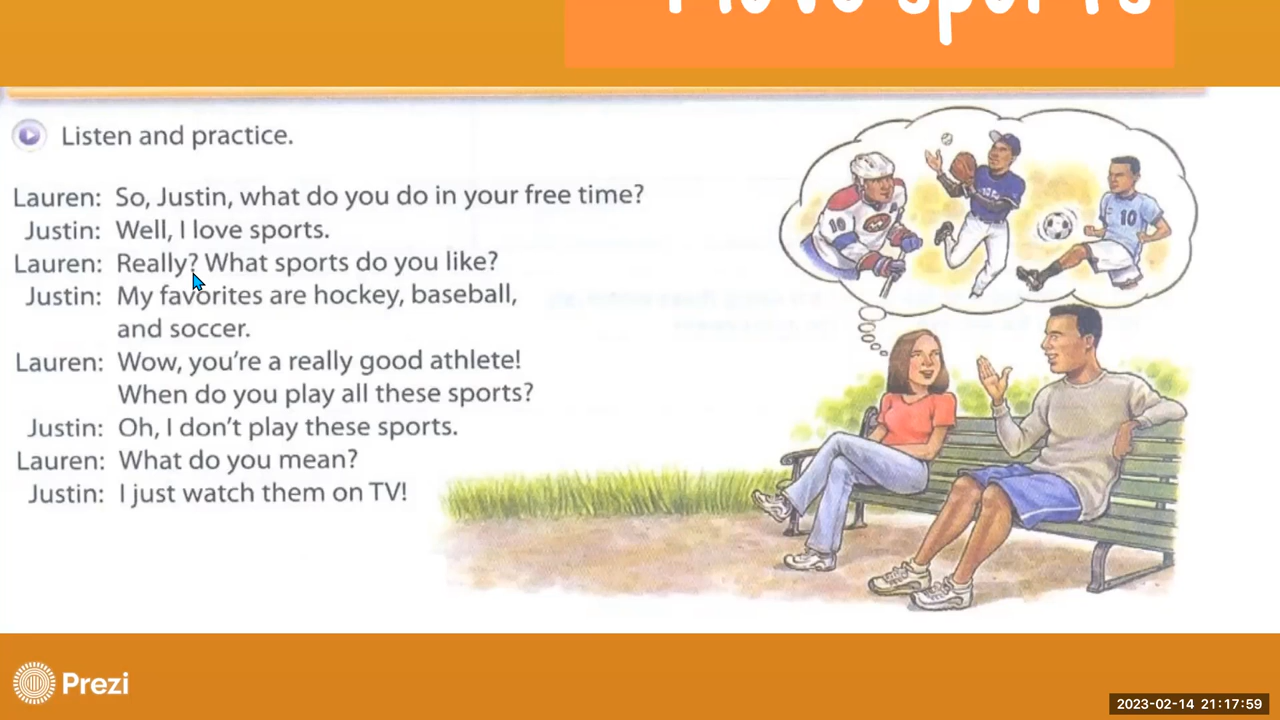 I love sports
Listen and practice.
Lauren: So, Justin, what do you do in your free time?
Justin: Well, I love sports.
Lauren: Really? What sports do you like?
Justin: My favorites are hockey, baseball,
and soccer.
Lauren: Wow, you're a really good athlete!
When do you play all these sports?
Justin: Oh, I don't play these sports.
Lauren: What do you mean?
Justin: I just watch them on TV!
10
10
Prezi
2023-02-14 21:17:59